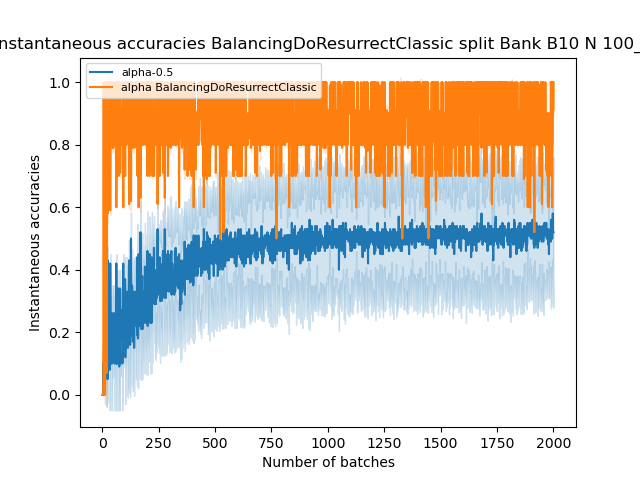 nstantaneous accuracies BalancingDoResurrectClassic split Bank B10 N 100_
alpha-0.5
alpha BalancingDoResurrectClassic
1.0
0.8
0.6
0.4
0.2
0.0
Instantaneous accuracies
0 250 500 750 1000 1250 1500 1750 2000
Number of batches